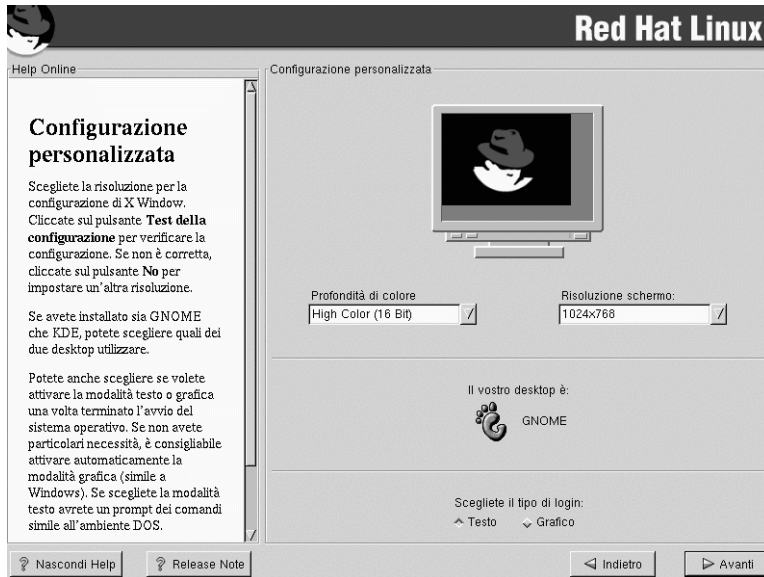 Red Hat Linux
Help Online
Configurazione
personalizzata
Scegliete la risoluzione per la
configurazione di X Window.
Cliccate sul pulsante Test della
configurazione per verificare la
configurazione. Se non è corretta,
cliccate sul pulsante No per
impostare un'altra risoluzione.
Se avete installato sia GNOME
che KDE, potete scegliere quali dei
due desktop utilizzare.
Potete anche scegliere se volete
attivare la modalità testo o grafica
una volta terminato l'avvio del
sistema operativo. Se non avete
particolari necessità, è consigliabile
attivare automaticamente la
modalità grafica (simile a
Windows). Se scegliete la modalità
testo avrete un prompt dei comandi
simile all'ambiente DOS.
Configurazione personalizzata
Profondità di colore
High Color (16 Bit)
Risoluzione schermo:
1024x768
Il vostro desktop è:
GNOME
Scegliete il tipo di login:
Testo Grafico
Nascondi Help Release Note Indietro Avanti